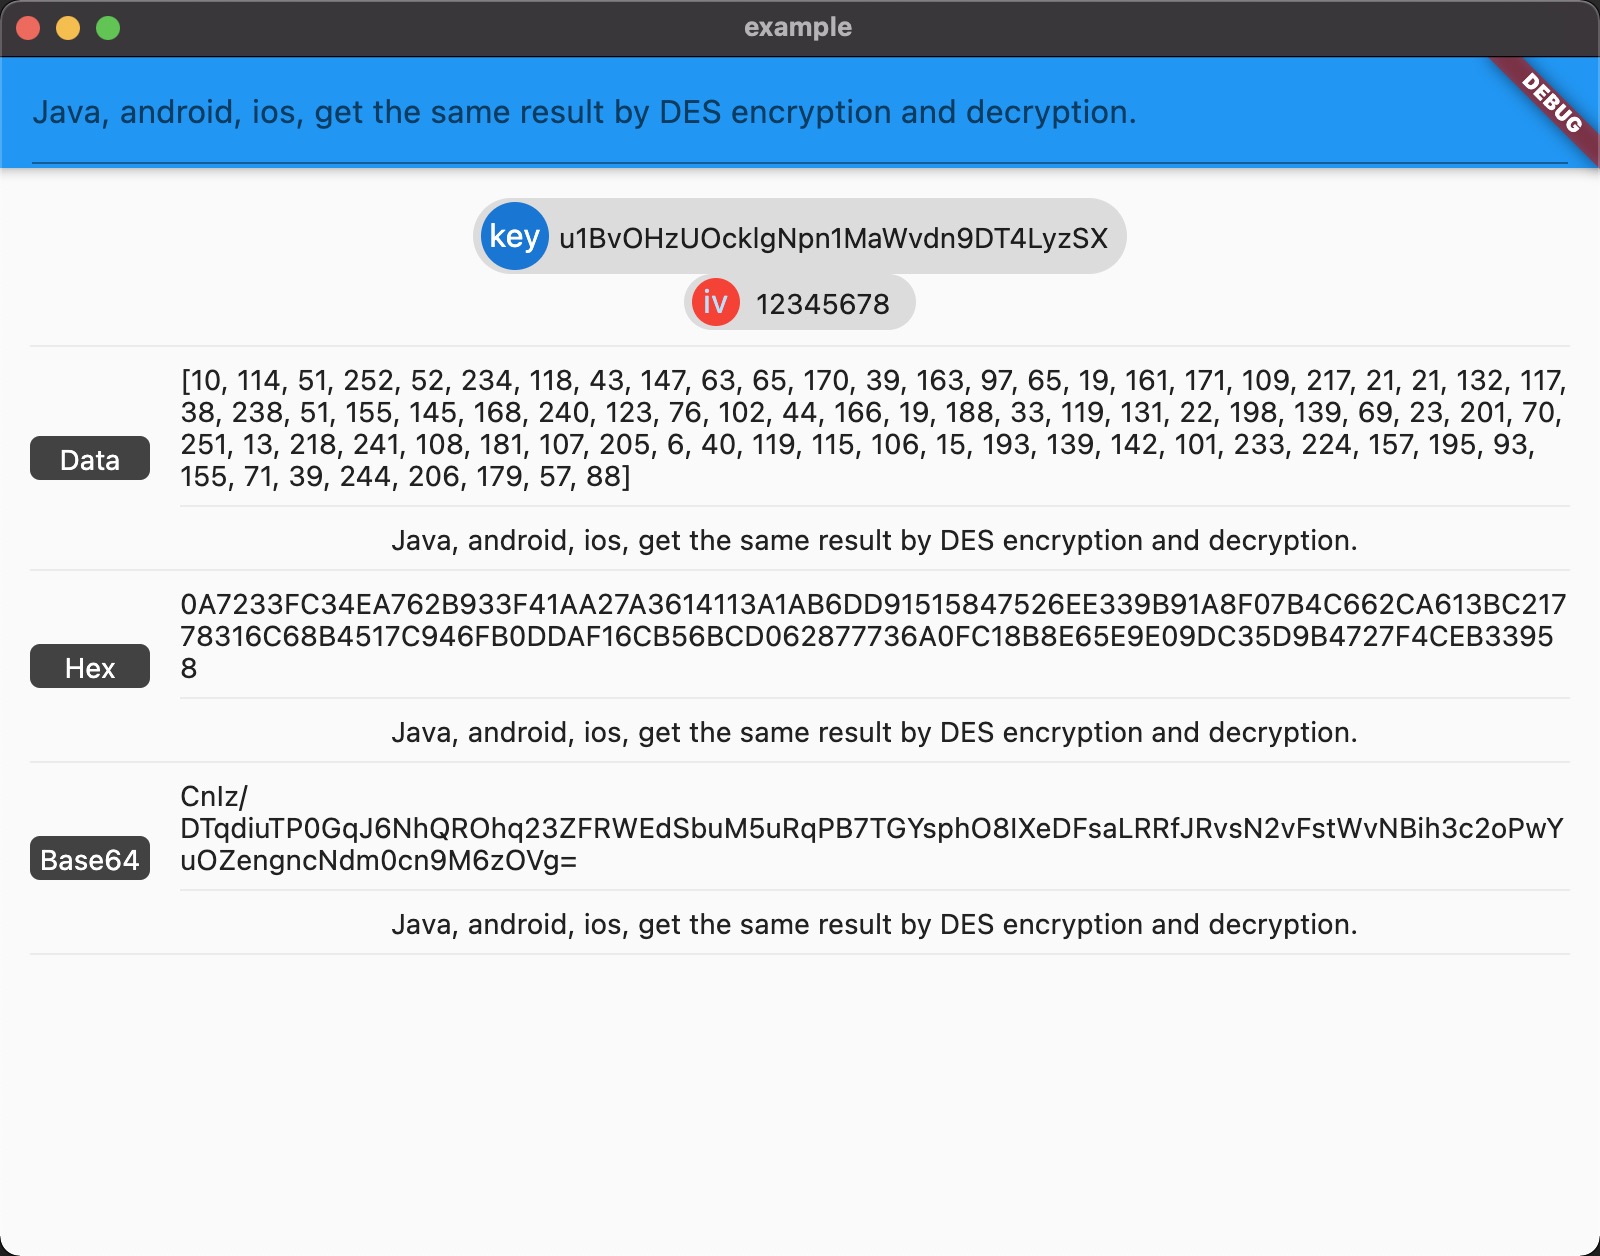 example
Java, android, ios, get the same result by DES encryption and decryption.
DEBUG
key u1BvOHzUOcklgNpn1MaWvdn9DT4LyzSX
iv 12345678
[10, 114, 51, 252, 52, 234, 118, 43, 147, 63, 65, 170, 39, 163, 97, 65, 19, 161, 171, 109, 217, 21, 21, 132, 117,
38, 238, 51, 155, 145, 168, 240, 123, 76, 102, 44, 166, 19, 188, 33, 119, 131, 22, 198, 139, 69, 23, 201, 70,
251, 13, 218, 241, 108, 181, 107, 205, 6, 40, 119, 115, 106, 15, 193, 139, 142, 101, 233, 224, 157, 195, 93,
Data
155, 71, 39, 244, 206, 179, 57, 88]
Java, android, ios, get the same result by DES encryption and decryption.
0A7233FC34EA762B933F41AA27A3614113A1AB6DD91515847526EE339B91A8F07B4C662CA613BC217
78316C68B4517C946FB0DDAF16CB56BCD062877736A0FC18B8E65E9E09DC35D9B4727F4CEB3395
Hex
8
Java, android, ios, get the same result by DES encryption and decryption.
CnIz/
DTqdiuTP0GqJ6NhQROhq23ZFRWEdSbuM5uRqPB7TGYsphO8IXeDFsaLRRfJRvsN2vFstWvNBih3c2oPwY
Base64
uOZengncNdm0cn9M6zOVg=
Java, android, ios, get the same result by DES encryption and decryption.